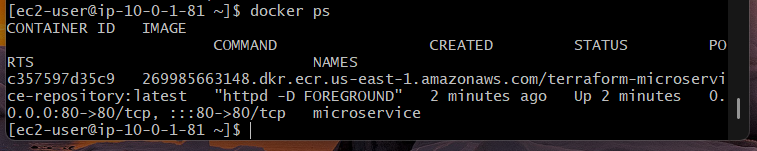 [ec2-user@ip-10-0-1-81 ~]$ docker ps
CONTAINER ID   IMAGE
                         COMMAND                  CREATED         STATUS         PO
RTS                               NAMES
c357597d35c9   269985663148.dkr.ecr.us-east-1.amazonaws.com/terraform-microservi
ce-repository:latest   "httpd -D FOREGROUND"   2 minutes ago   Up 2 minutes   0.
0.0.0:80->80/tcp, :::80->80/tcp   microservice
[ec2-user@ip-10-0-1-81 ~]$